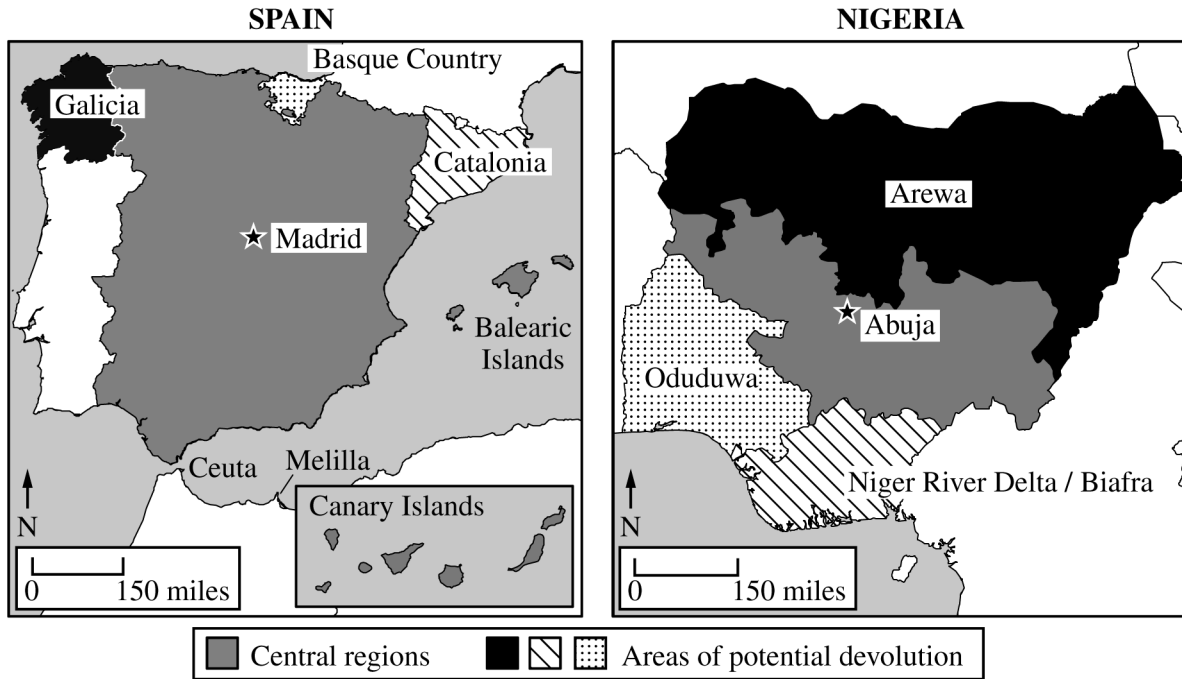 SPAIN
Basque Country
Galicia
Catalonia
Madrid
Balearic
Islands
Ceuta
Melilla
Canary Islands
N
0 150 miles
NIGERIA
Arewa
Abuja
Oduduwa
Niger River Delta / Biafra
N
0 150 miles
Central regions
Areas of potential devolution